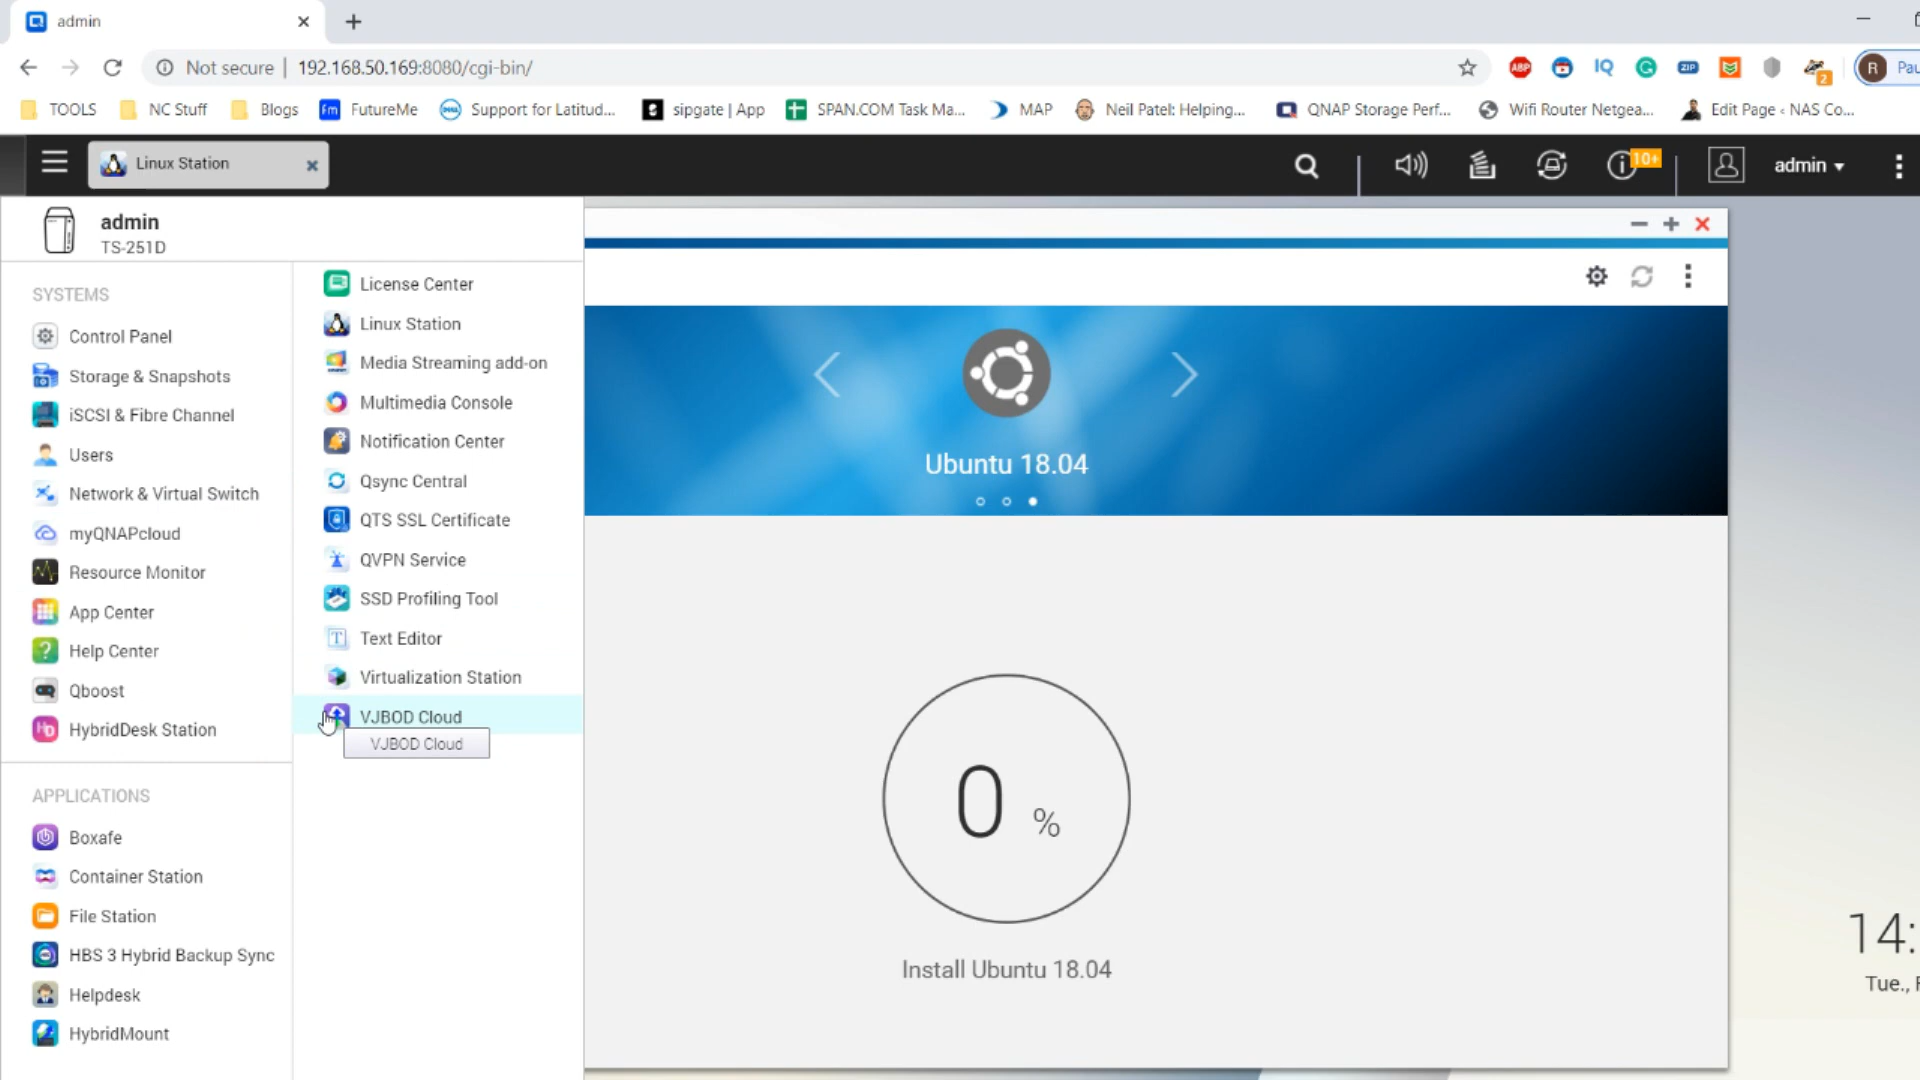 admin
Not secure | 192.168.50.169:8080/cgi-bin/
R Pau
TOOLS NC Stuff Blogs FutureMe Support for Latitud... sipgate | App SPAN.COM Task Ma... MAP Neil Patel: Helping... QNAP Storage Perf... Wifi Router Netgea... Edit Page ‹ NAS Co...
Linux Station
10+
admin
admin
TS-251D
SYSTEMS
Control Panel
Storage & Snapshots
iSCSI & Fibre Channel
Users
Network & Virtual Switch
myQNAPcloud
Resource Monitor
App Center
Help Center
Qboost
HybridDesk Station
APPLICATIONS
Boxafe
Container Station
File Station
HBS 3 Hybrid Backup Sync
Helpdesk
HybridMount
License Center
Linux Station
Media Streaming add-on
Multimedia Console
Notification Center
Qsync Central
QTS SSL Certificate
QVPN Service
SSD Profiling Tool
Text Editor
Virtualization Station
VJBOD Cloud
VJBOD Cloud
Ubuntu 18.04
0 %
Install Ubuntu 18.04
14:
Tue., F